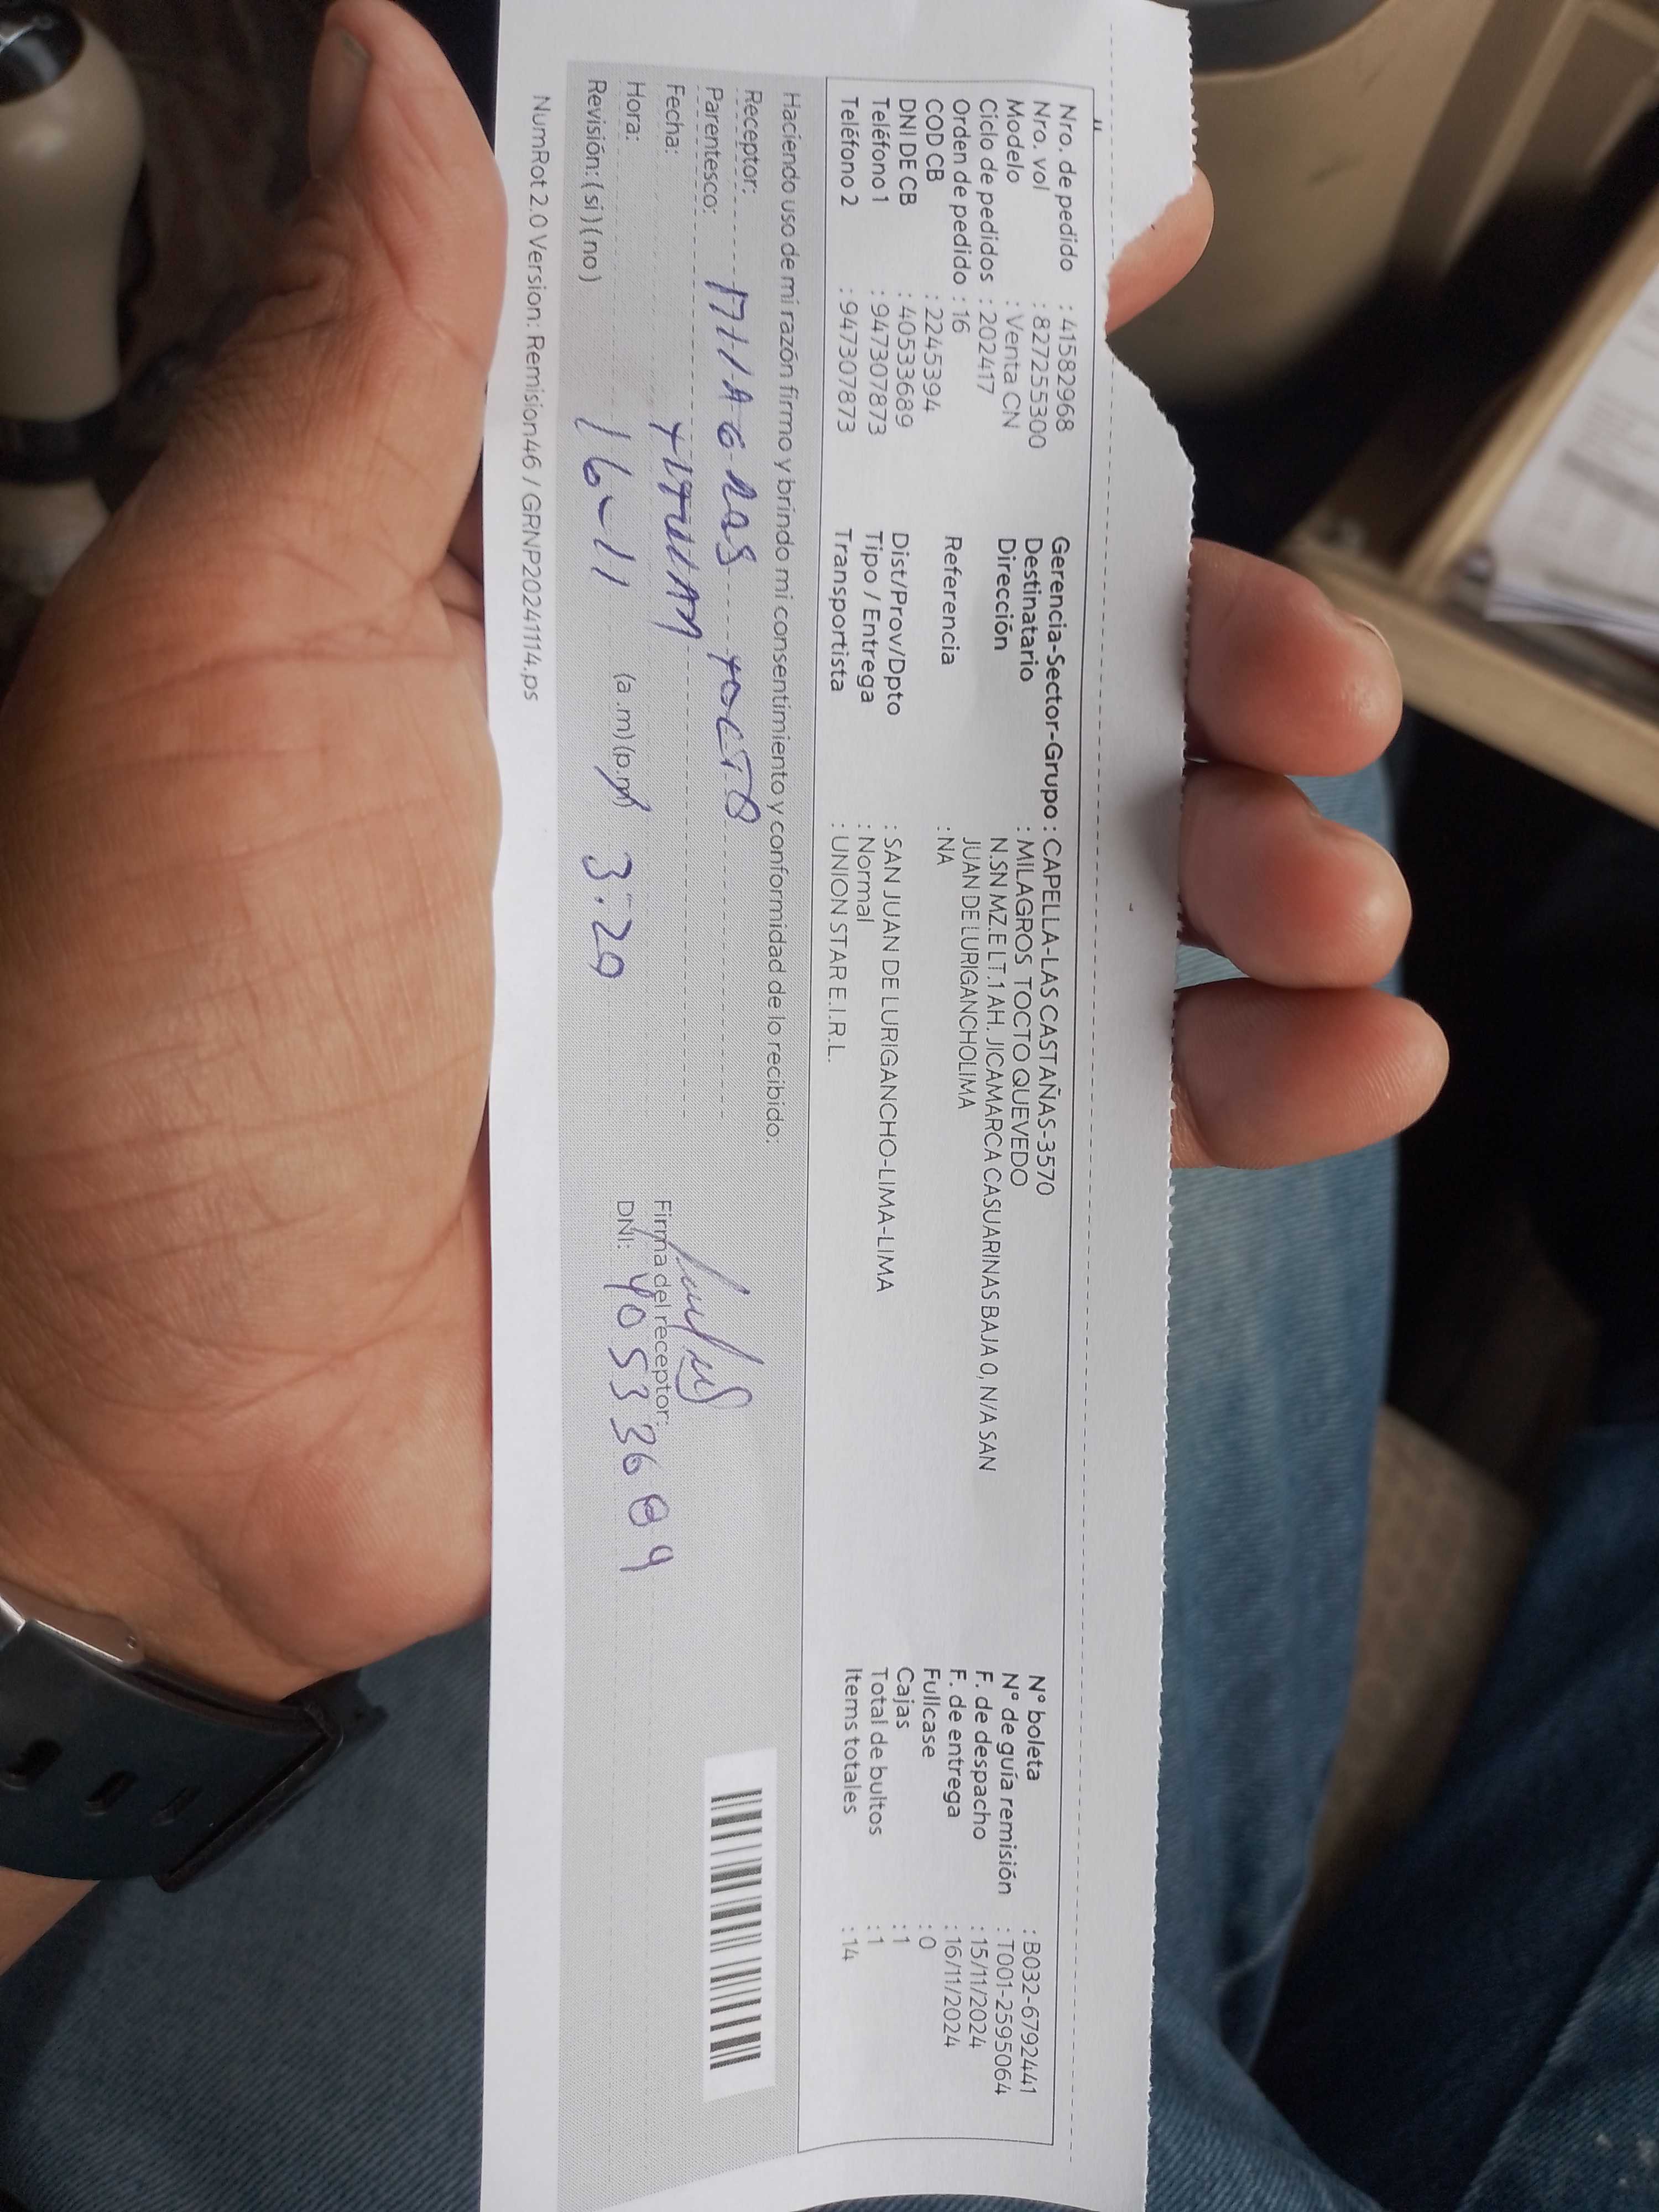 Nro. de pedido : 41582968
Nro. vol : 827255300
Modelo : Venta CN
Ciclo de pedidos : 202417
Orden de pedido : 16
COD CB : 2245394
DNI DE CB : 40533689
Teléfono 1 : 947307873
Teléfono 2 : 947307873
Gerencia-Sector-Grupo : CAPELLA-LAS CASTAÑAS-3570
Destinatario : MILAGROS TOCTO QUEVEDO
Dirección N.SN MZ.E LT.1 AH. JICAMARCA CASUARINAS BAJA 0, N/A SAN
JUAN DE LURIGANCHOLIMA
Referencia : NA
Dist/Prov/Dpto : SAN JUAN DE LURIGANCHO-LIMA-LIMA
Tipo / Entrega : Normal
Transportista : UNION STAR E.I.R.L.
N° boleta : B032-6792441
N° de guía remisión : T001-2595064
F. de despacho : 15/11/2024
F. de entrega : 16/11/2024
Fullcase : 0
Cajas : 1
Total de bultos : 1
Items totales : 14
Haciendo uso de mi razón firmo y brindo mi consentimiento y conformidad de lo recibido:
Receptor: MILAGROS TOCTO
Parentesco: TITULAR
Fecha: 16-11
Hora: (a.m)(p.m) 3:29
Revisión:(si)(no)
Firma del receptor:
DNI: 40533689
NumRot 2.0 Version: Remision46 / GRNP20241114.ps